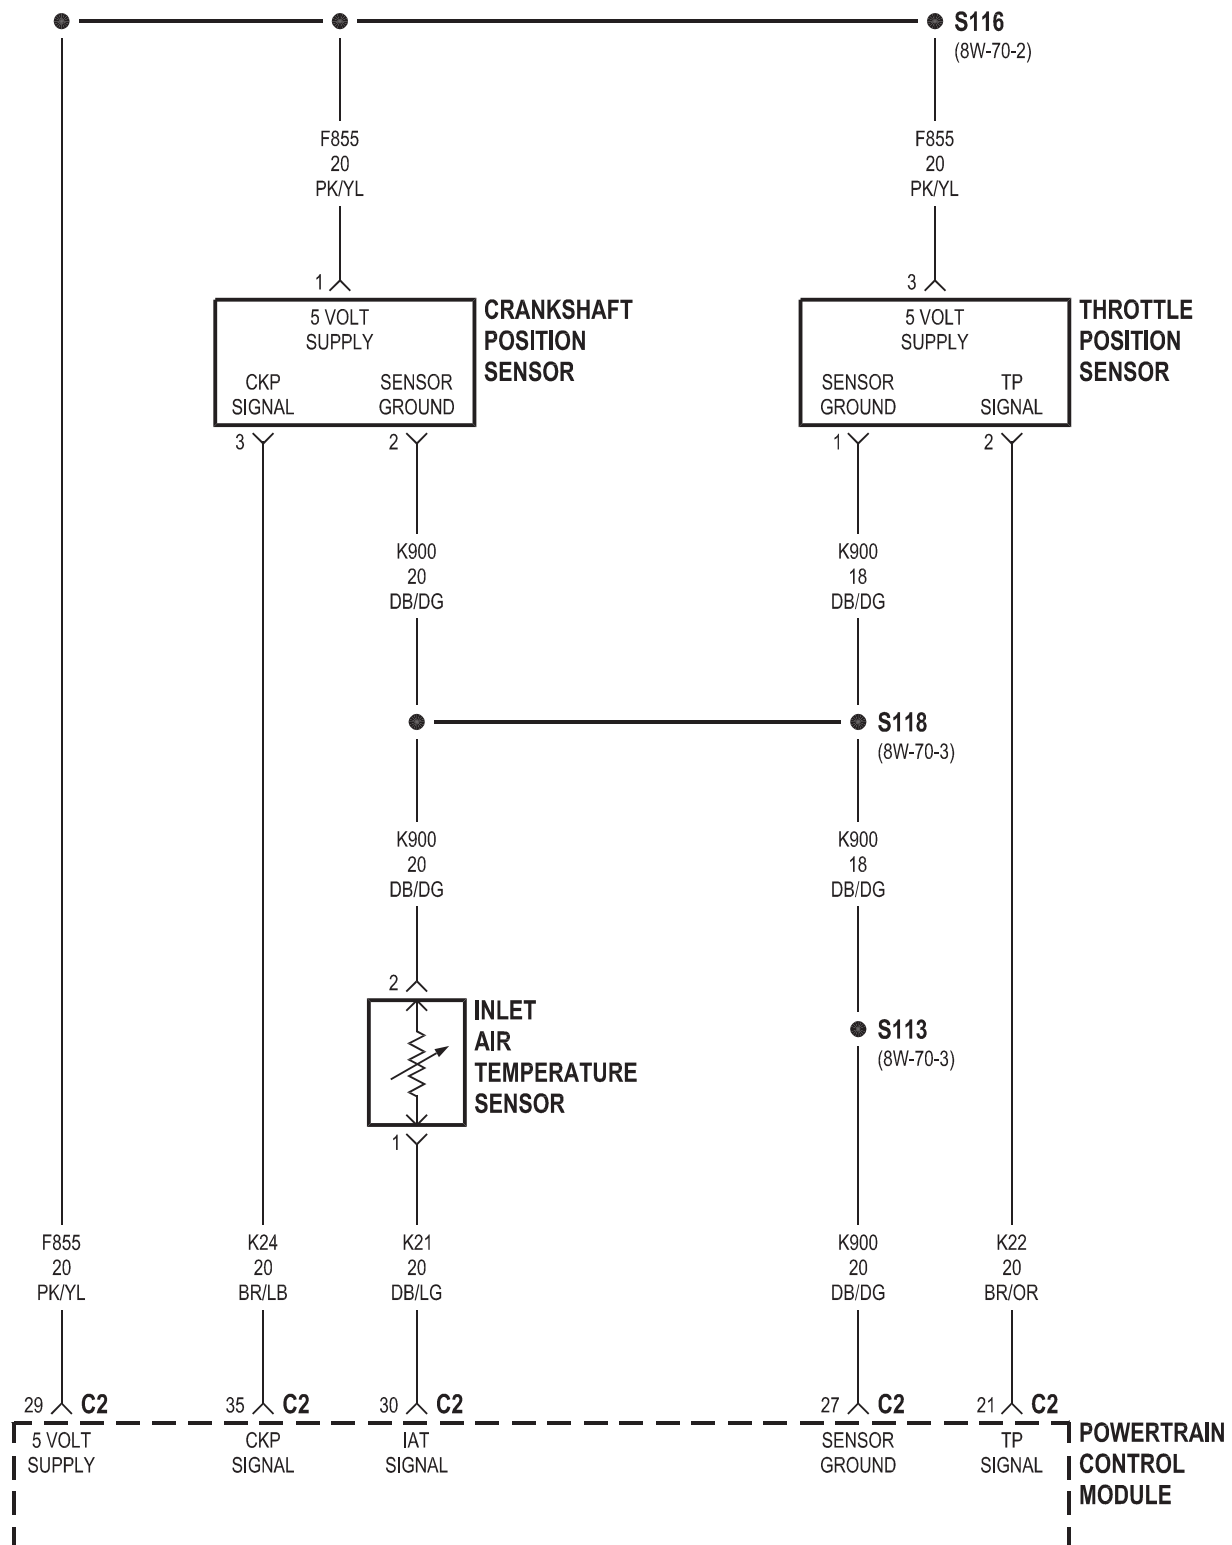 S116
(8W-70-2)
F855
20
PK/YL
F855
20
PK/YL
1
3
5 VOLT
SUPPLY
CKP
SIGNAL
SENSOR
GROUND
CRANKSHAFT
POSITION
SENSOR
5 VOLT
SUPPLY
SENSOR
GROUND
TP
SIGNAL
THROTTLE
POSITION
SENSOR
3
2
1
2
K900
20
DB/DG
K900
18
DB/DG
S118
(8W-70-3)
K900
20
DB/DG
K900
18
DB/DG
2
INLET
AIR
TEMPERATURE
SENSOR
1
S113
(8W-70-3)
F855
20
PK/YL
K24
20
BR/LB
K21
20
DB/LG
K900
20
DB/DG
K22
20
BR/OR
29 C2
35 C2
30 C2
27 C2
21 C2
5 VOLT
SUPPLY
CKP
SIGNAL
IAT
SIGNAL
SENSOR
GROUND
TP
SIGNAL
POWERTRAIN
CONTROL
MODULE